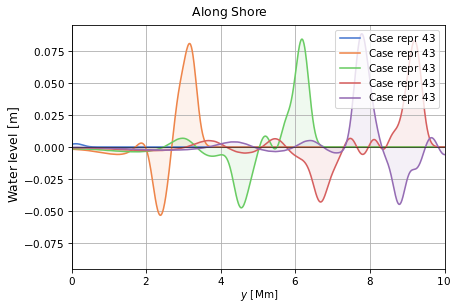 Along Shore
Water level [m]
0.075
0.050
0.025
0.000
−0.025
−0.050
−0.075
Case repr 43
Case repr 43
Case repr 43
Case repr 43
Case repr 43
0 2 4 6 8 10
y [Mm]